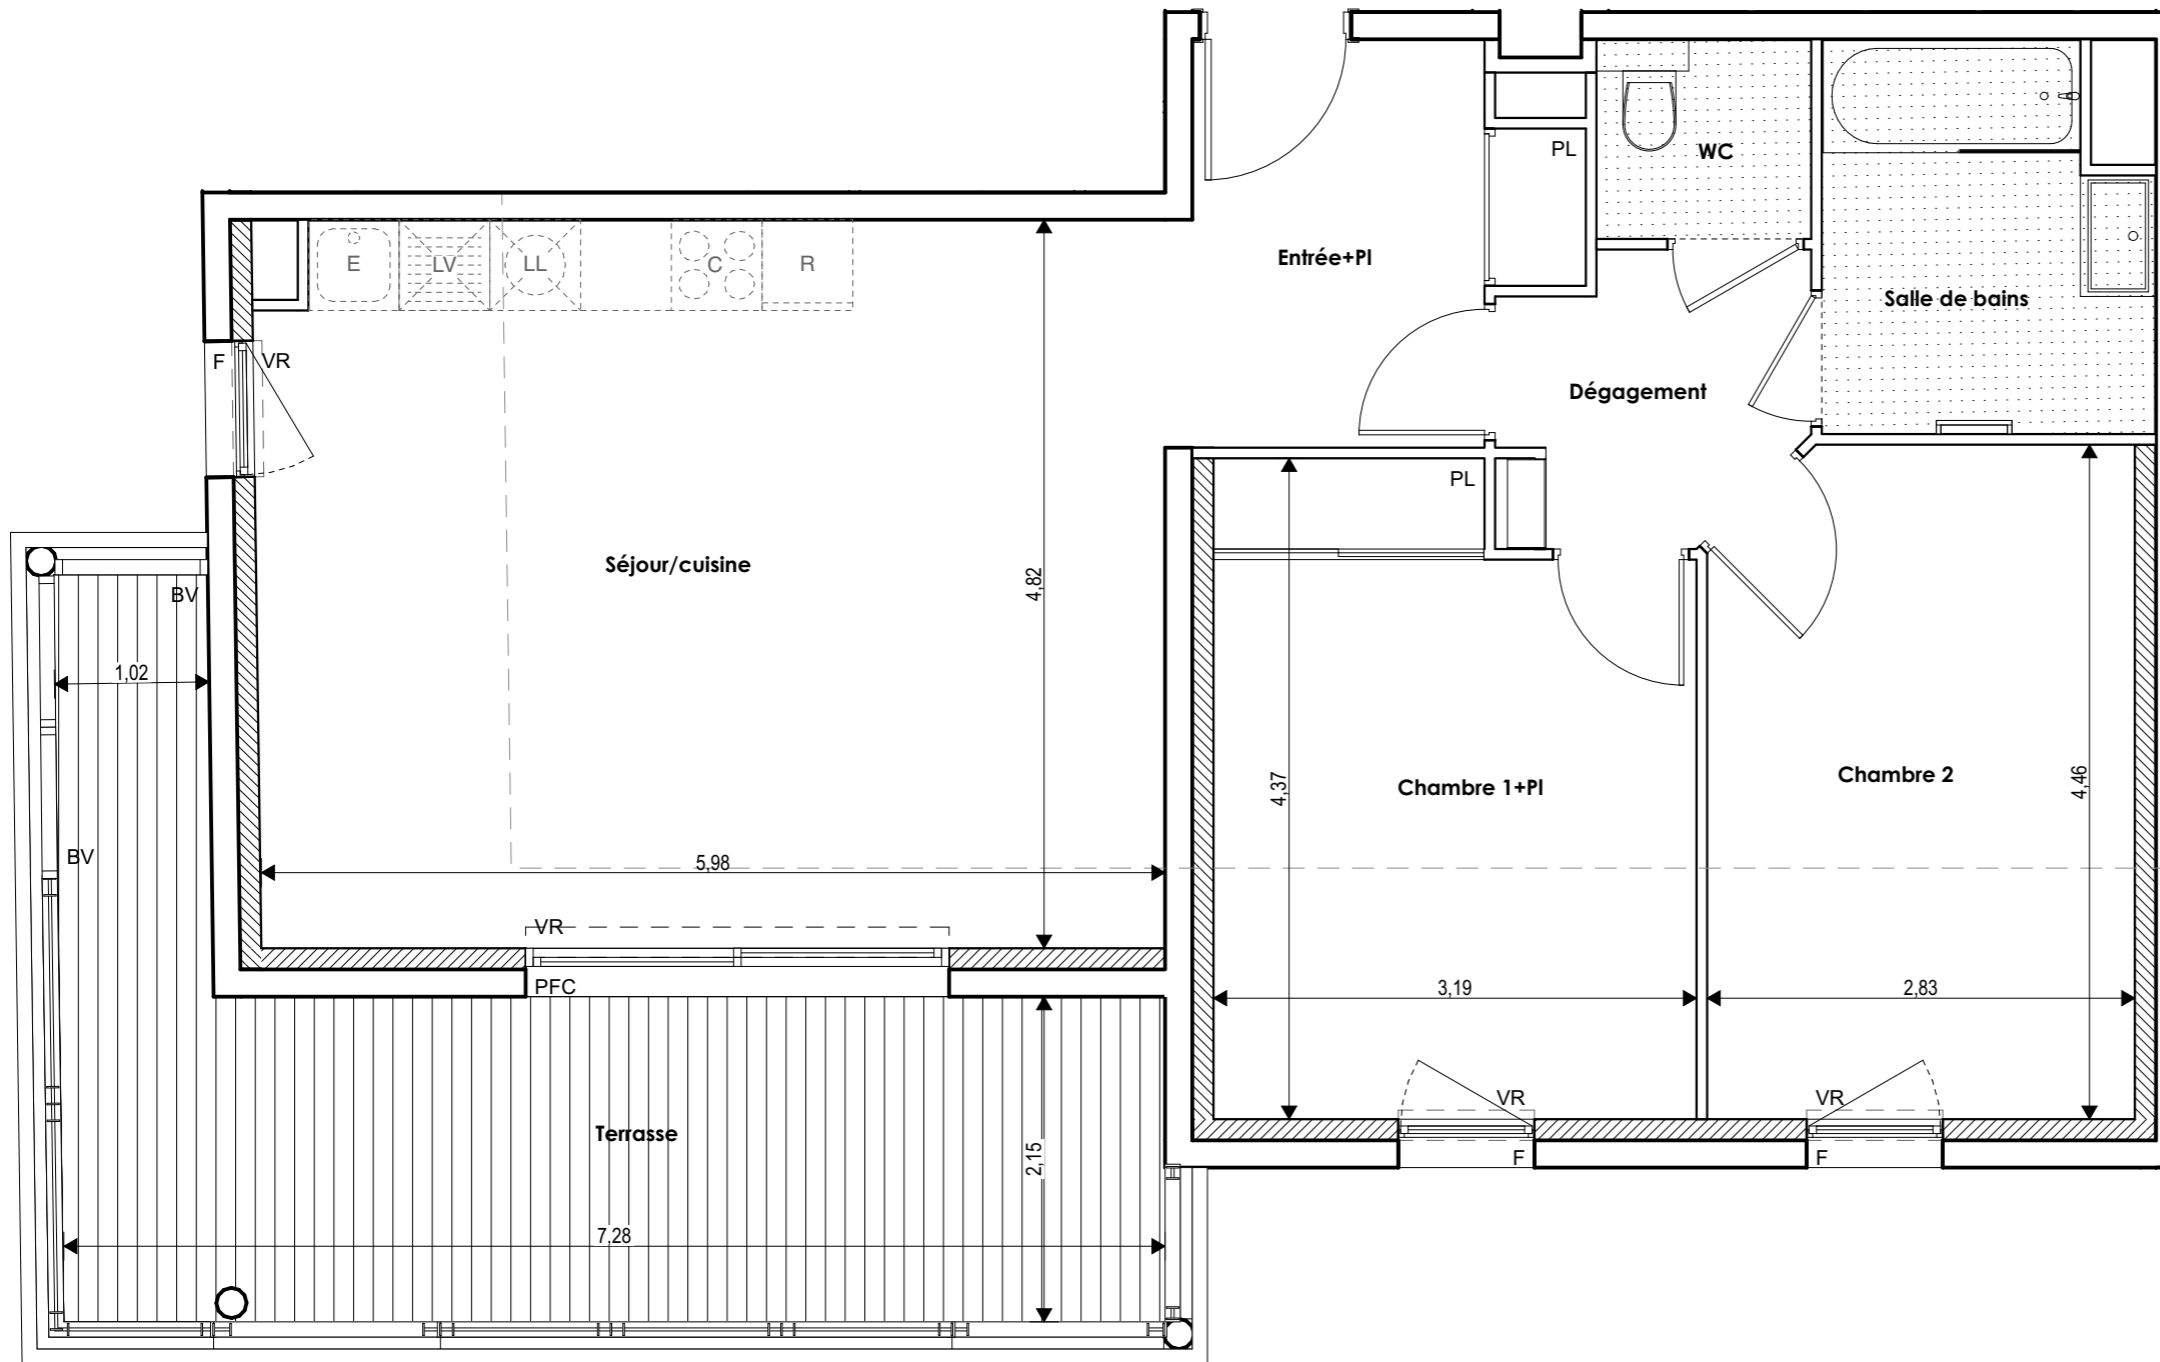 PL
WC
Entrée+Pl
E
LV
LL
C
R
Salle de bains
F
VR
Dégagement
PL
Séjour/cuisine
4,82
BV
1,02
4,37
Chambre 1+Pl
Chambre 2
4,46
BV
5,98
VR
PFC
3,19
2,83
VR
VR
Terrasse
2,15
F
F
7,28